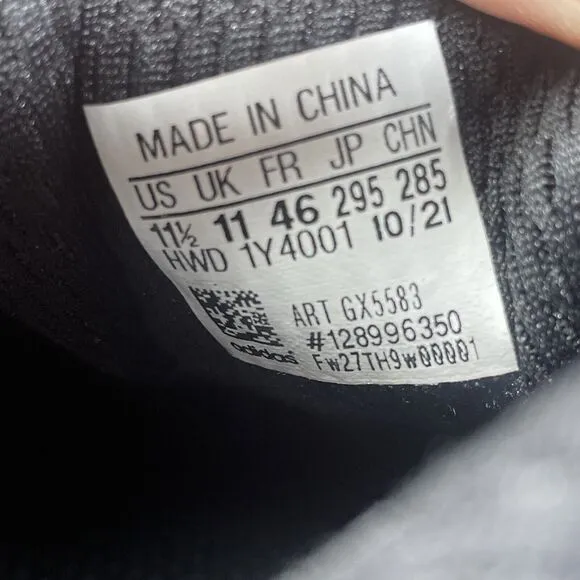 MADE IN CHINA
US UK FR JP CHN
11½ 11 46 295 285
HWD 1Y4001 10/21
ART GX5583
#128996350
adidas Fw27TH9w00001